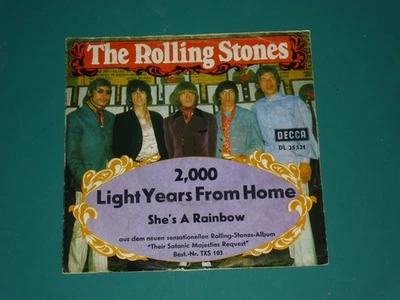 The Rolling Stones
DECCA
DL 25 325
2,000
Light Years From Home
She's A Rainbow
aus dem neuen sensationellen Rolling-Stones-Album
"Their Satanic Majesties Request"
Best.-Nr. TXS 103